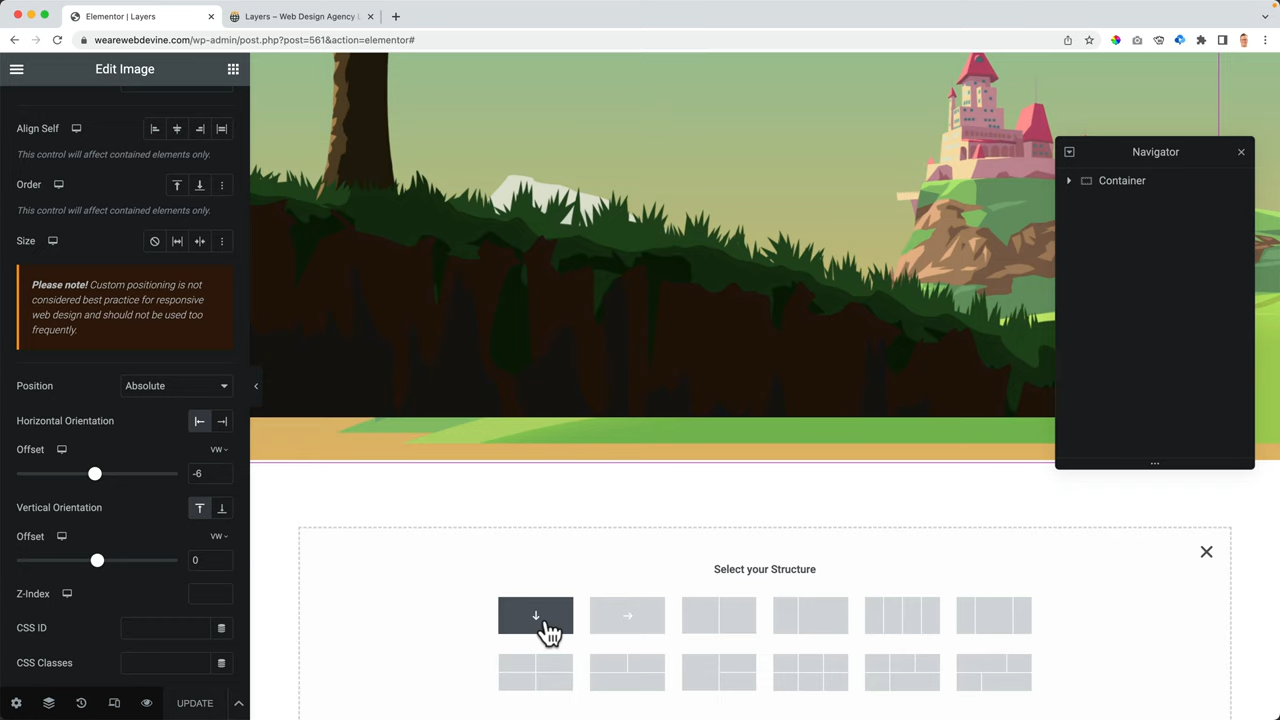 Elementor | Layers
Layers – Web Design Agency
wearewebdevine.com/wp-admin/post.php?post=561&action=elementor#
Edit Image
Align Self
This control will affect contained elements only.
Order
This control will affect contained elements only.
Size
Please note! Custom positioning is not
considered best practice for responsive
web design and should not be used too
frequently.
Position
Absolute
Horizontal Orientation
Offset
VW
-6
Vertical Orientation
Offset
VW
0
Z-Index
CSS ID
CSS Classes
UPDATE
Navigator
Container
Select your Structure